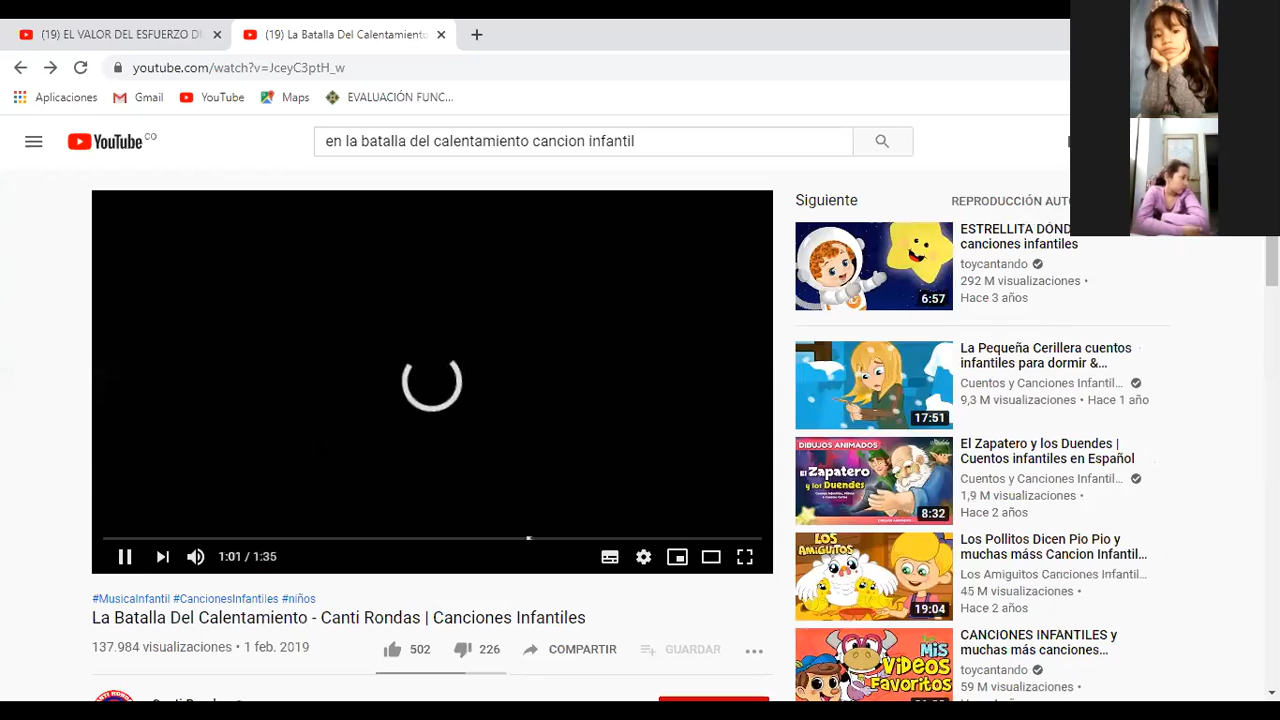 (19) EL VALOR DEL ESFUERZO D
(19) La Batalla Del Calentamiento
youtube.com/watch?v=JceyC3ptH_w
Aplicaciones
Gmail
YouTube
Maps
EVALUACIÓN FUNC...
YouTube CO
en la batalla del calentamiento cancion infantil
1:01 / 1:35
#MusicaInfantil #CancionesInfantiles #niños
La Batalla Del Calentamiento - Canti Rondas | Canciones Infantiles
137.984 visualizaciones • 1 feb. 2019
502
226
COMPARTIR
GUARDAR
Siguiente
REPRODUCCIÓN AUTO
ESTRELLITA DÓND
canciones infantiles
toycantando
292 M visualizaciones •
Hace 3 años
6:57
La Pequeña Cerillera cuentos
infantiles para dormir &...
Cuentos y Canciones Infantil...
9,3 M visualizaciones • Hace 1 año
17:51
DIBUJOS ANIMADOS
El Zapatero
y los Duendes
8:32
El Zapatero y los Duendes |
Cuentos infantiles en Español
Cuentos y Canciones Infantil...
1,9 M visualizaciones •
Hace 2 años
LOS
AMIGUITOS
19:04
Los Pollitos Dicen Pio Pio y
muchas máss Cancion Infantil...
Los Amiguitos Canciones Infantil...
45 M visualizaciones •
Hace 2 años
Mis
Videos
Favoritos
CANCIONES INFANTILES y
muchas más canciones...
toycantando
59 M visualizaciones •